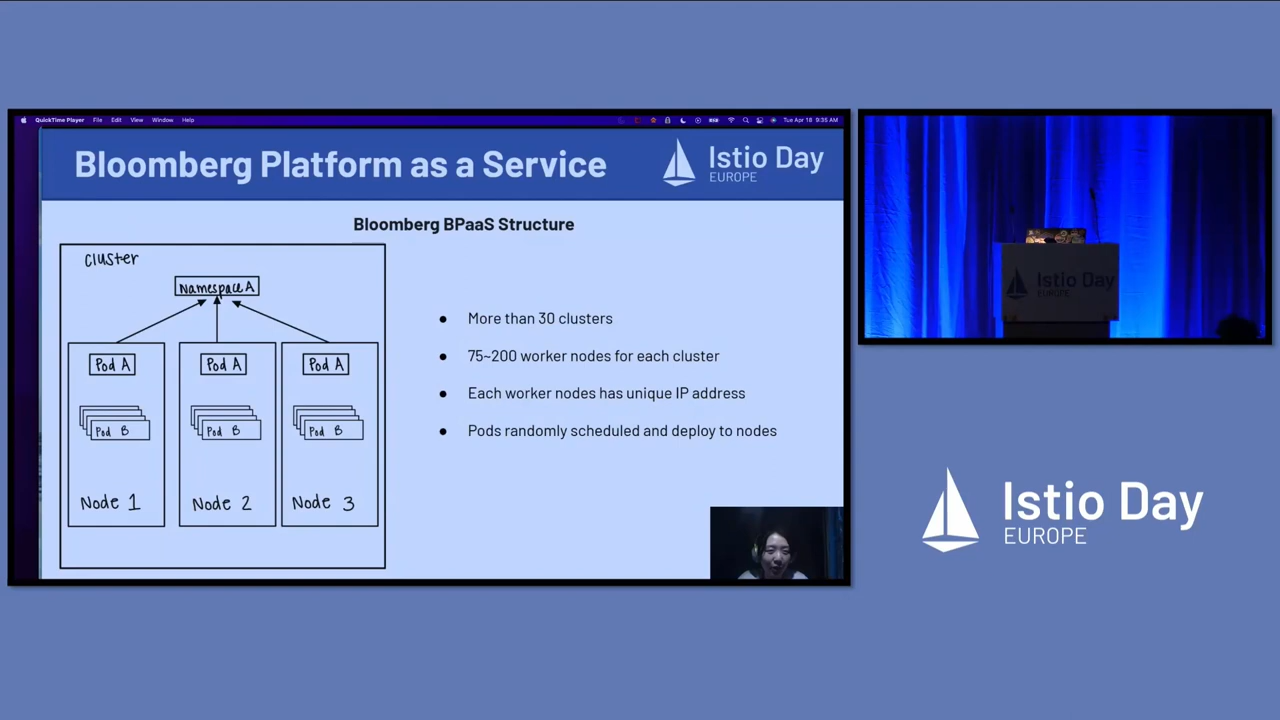 QuickTime Player File Edit View Window Help
Tue Apr 18 9:35 AM
Bloomberg Platform as a Service
Istio Day
EUROPE
Bloomberg BPaaS Structure
cluster
Namespace A
Pod A
Pod A
Pod A
Pod B
Pod B
Pod B
Node 1
Node 2
Node 3
● More than 30 clusters
● 75~200 worker nodes for each cluster
● Each worker nodes has unique IP address
● Pods randomly scheduled and deploy to nodes
Istio Day
EUROPE
Istio Day
EUROPE